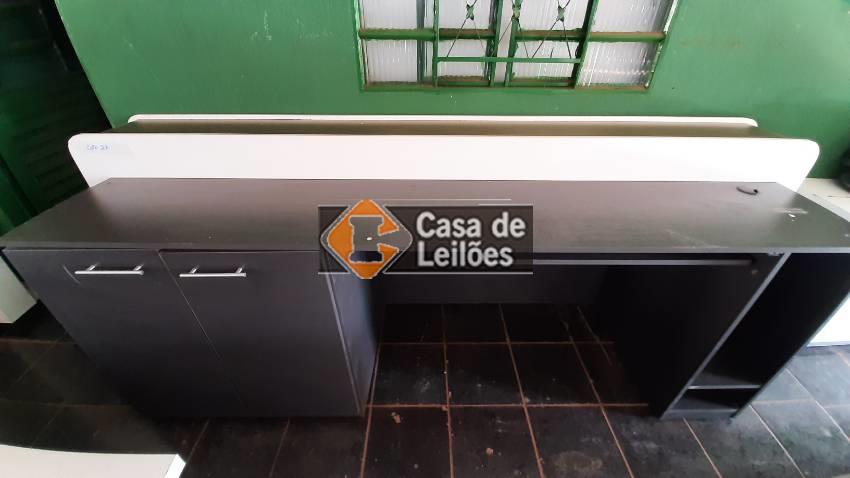 Casa de
Leilões